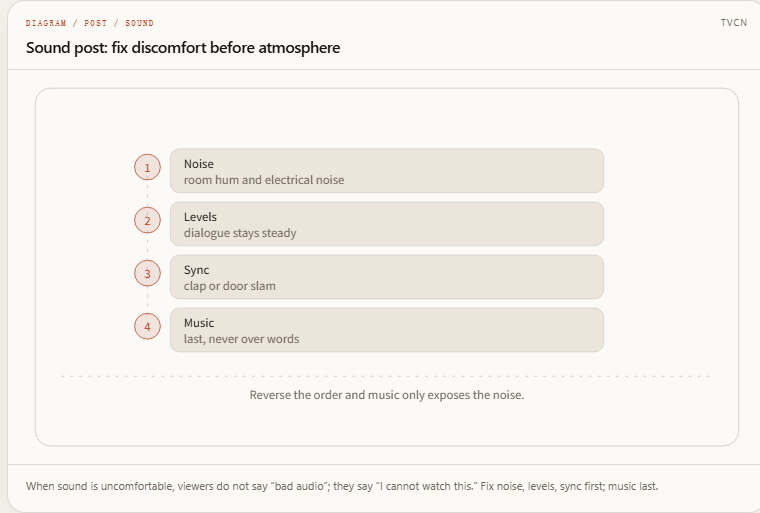 DIAGRAM / POST / SOUND
TVCN
Sound post: fix discomfort before atmosphere
1
Noise
room hum and electrical noise
2
Levels
dialogue stays steady
3
Sync
clap or door slam
4
Music
last, never over words
Reverse the order and music only exposes the noise.
When sound is uncomfortable, viewers do not say “bad audio”; they say “I cannot watch this.” Fix noise, levels, sync first; music last.